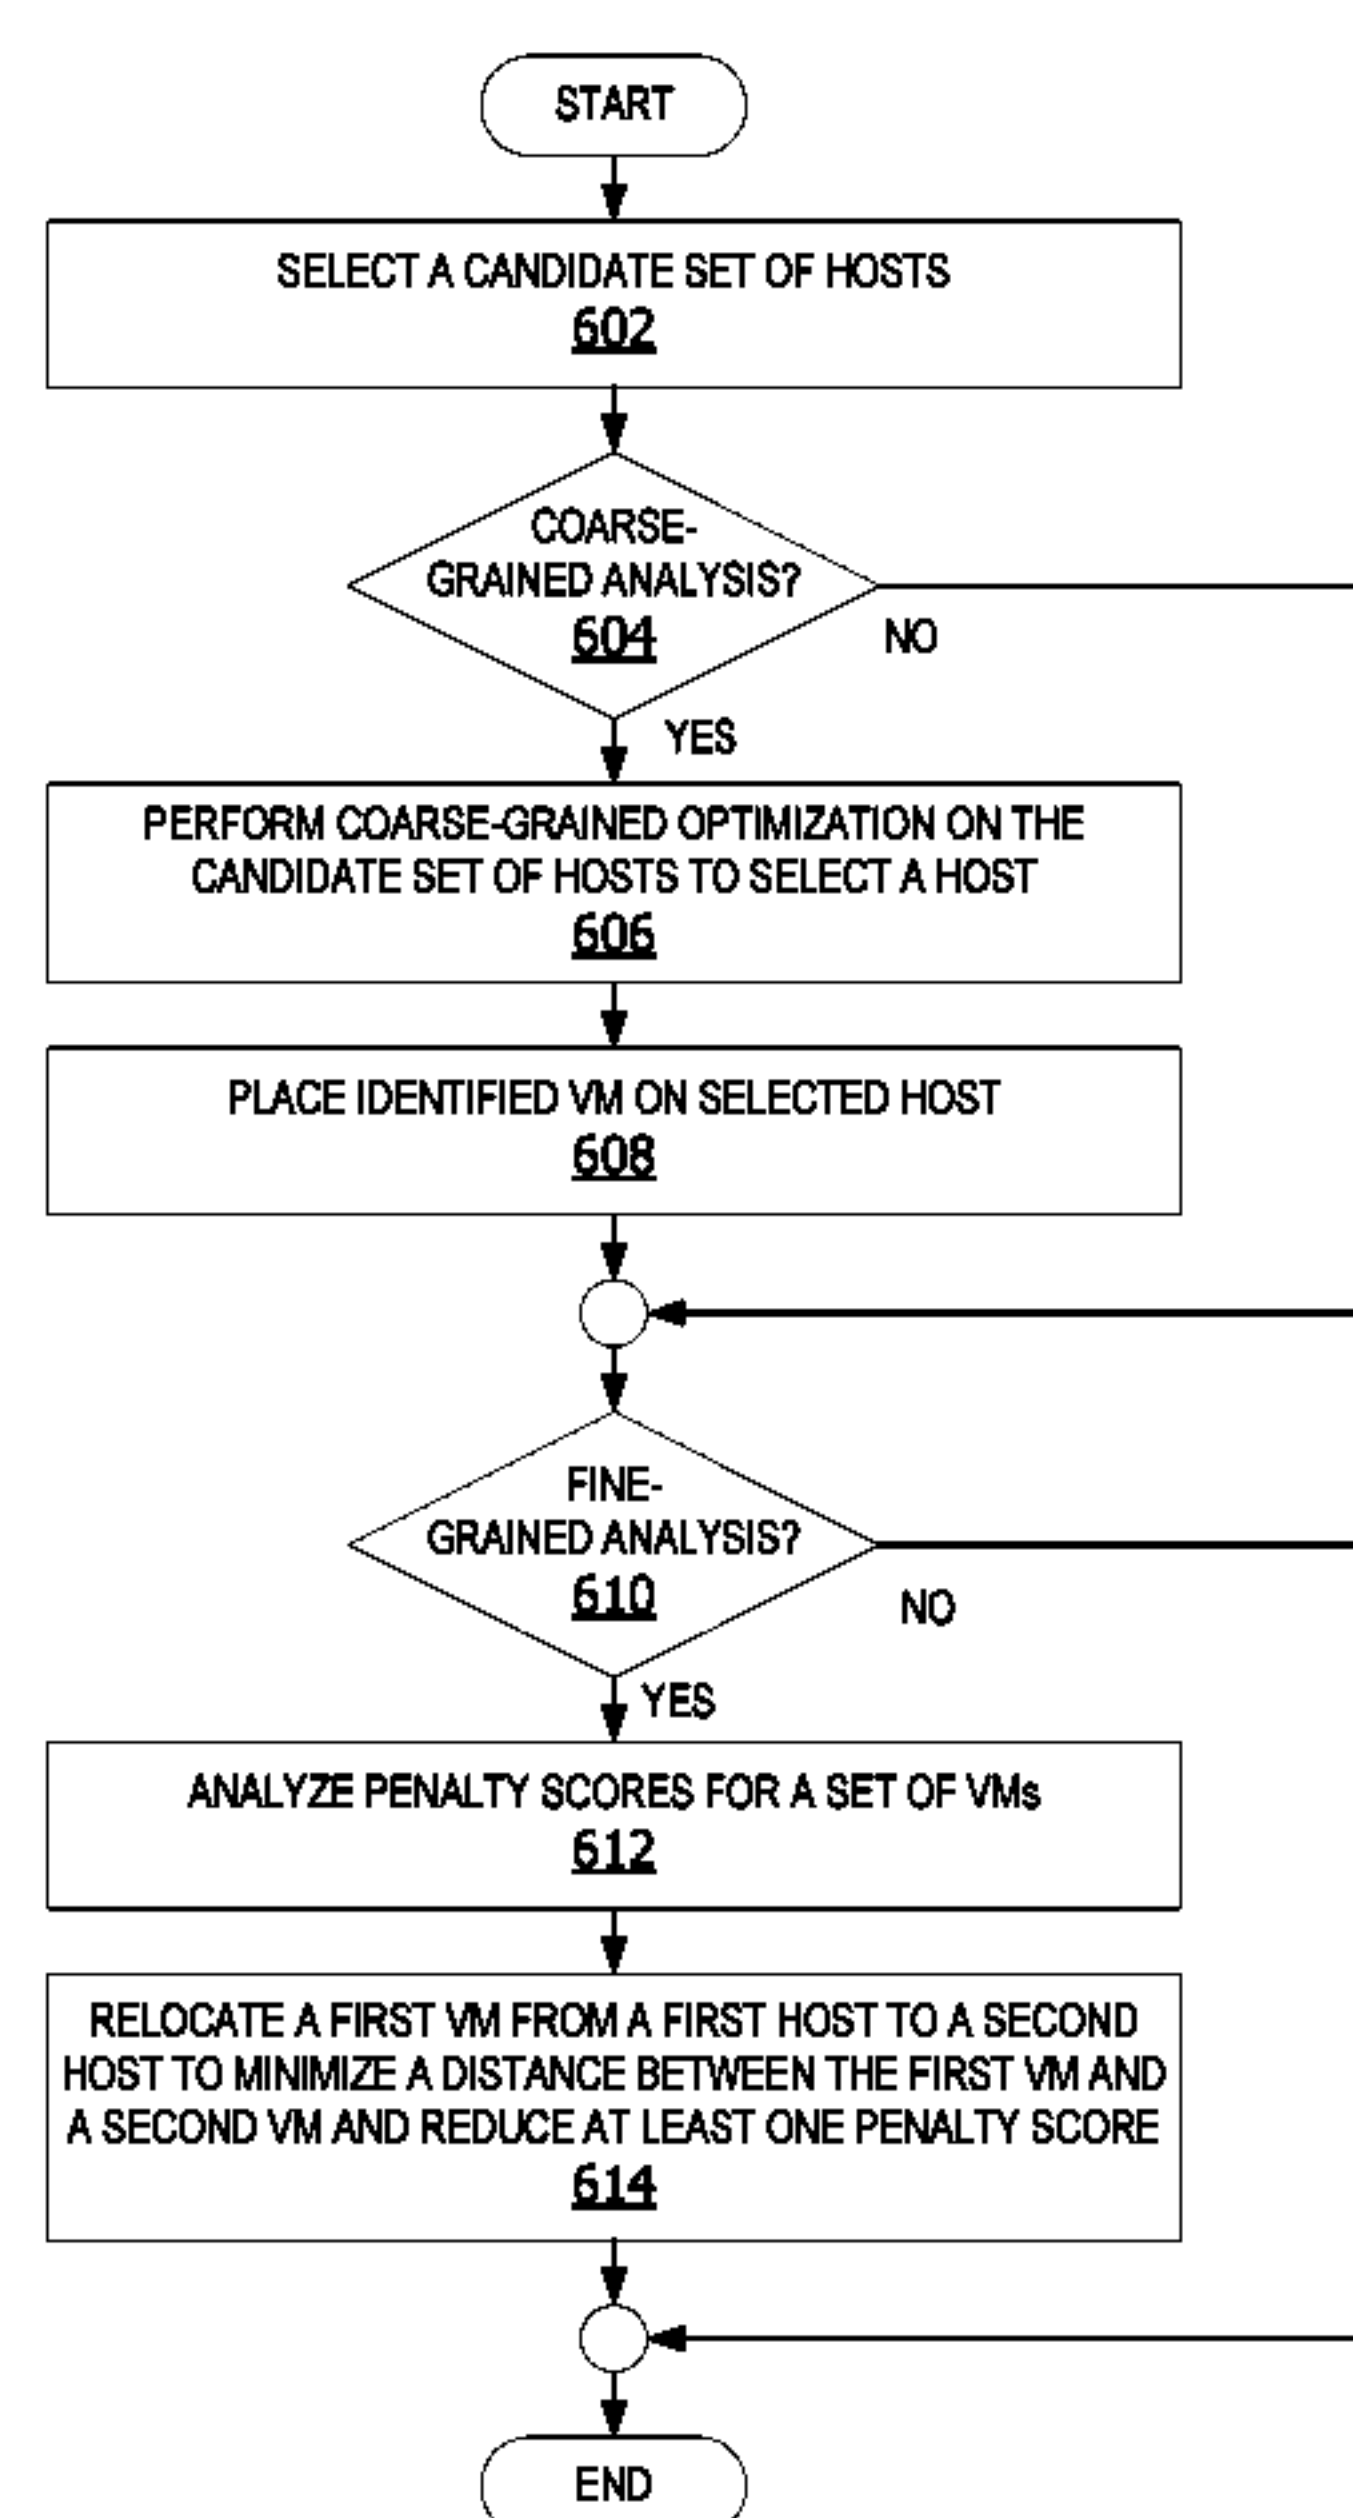 START
SELECT A CANDIDATE SET OF HOSTS
602
COARSE-
GRAINED ANALYSIS?
604
NO
YES
PERFORM COARSE-GRAINED OPTIMIZATION ON THE
CANDIDATE SET OF HOSTS TO SELECT A HOST
606
PLACE IDENTIFIED VM ON SELECTED HOST
608
FINE-
GRAINED ANALYSIS?
610
NO
YES
ANALYZE PENALTY SCORES FOR A SET OF VMs
612
RELOCATE A FIRST VM FROM A FIRST HOST TO A SECOND
HOST TO MINIMIZE A DISTANCE BETWEEN THE FIRST VM AND
A SECOND VM AND REDUCE AT LEAST ONE PENALTY SCORE
614
END